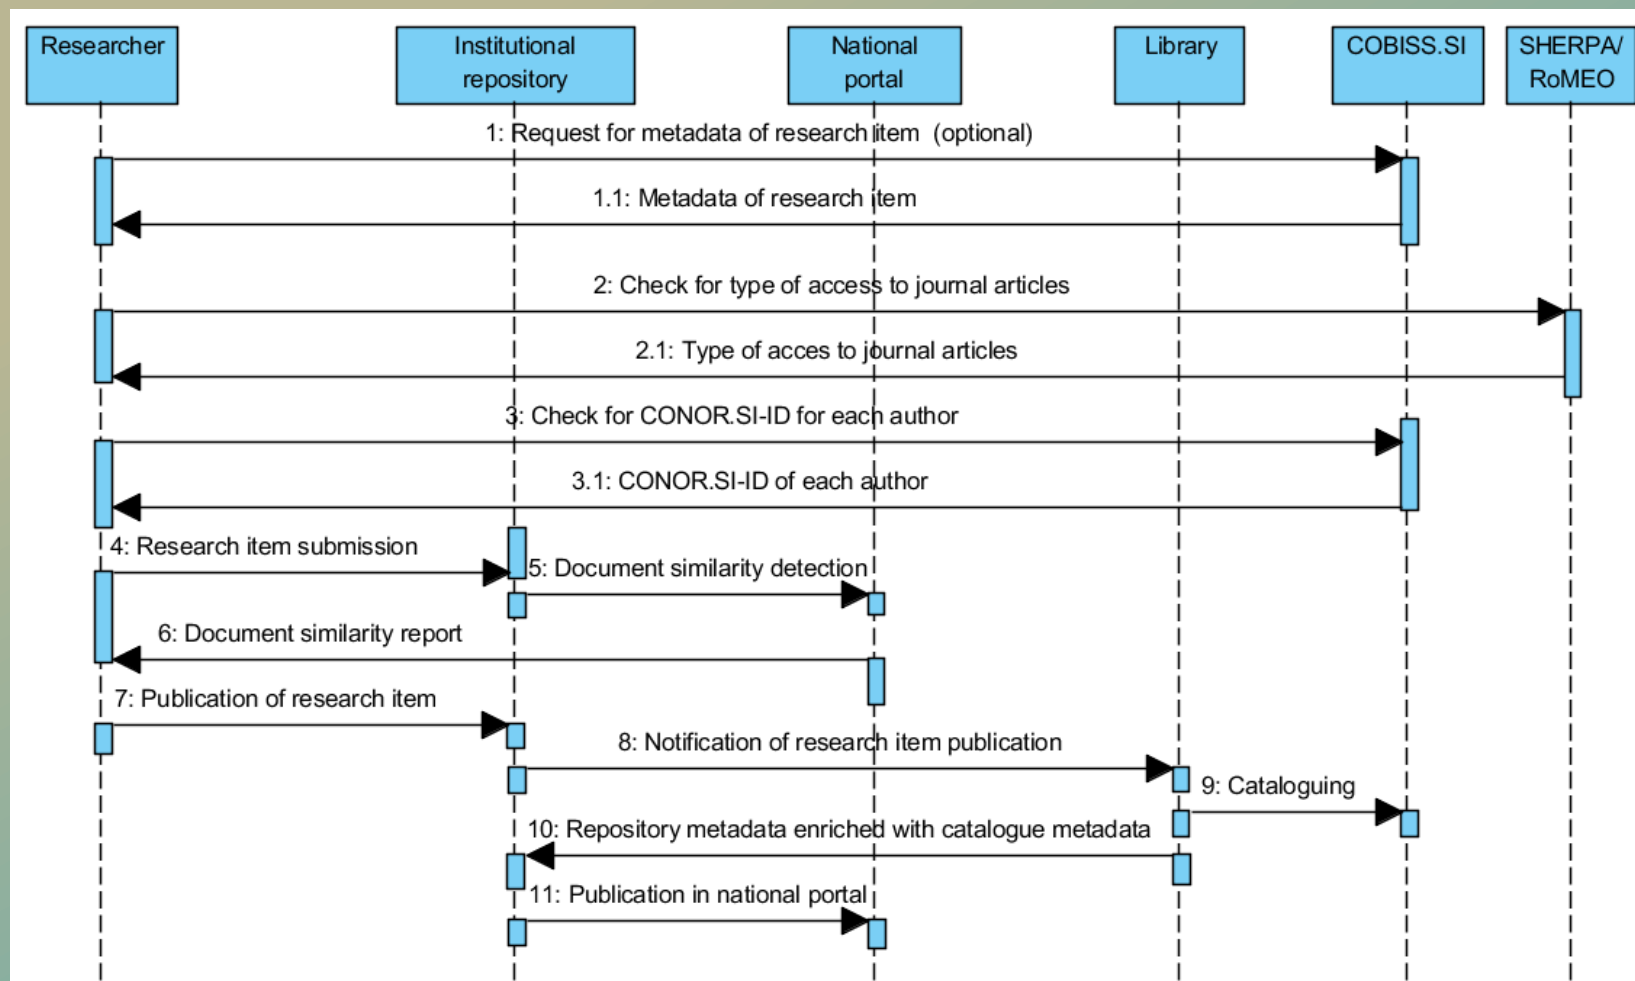 Researcher
Institutional
repository
National
portal
Library
COBISS.SI
SHERPA/
RoMEO
1: Request for metadata of research item (optional)
1.1: Metadata of research item
2: Check for type of access to journal articles
2.1: Type of acces to journal articles
3: Check for CONOR.SI-ID for each author
3.1: CONOR.SI-ID of each author
4: Research item submission
5: Document similarity detection
6: Document similarity report
7: Publication of research item
8: Notification of research item publication
9: Cataloguing
10: Repository metadata enriched with catalogue metadata
11: Publication in national portal